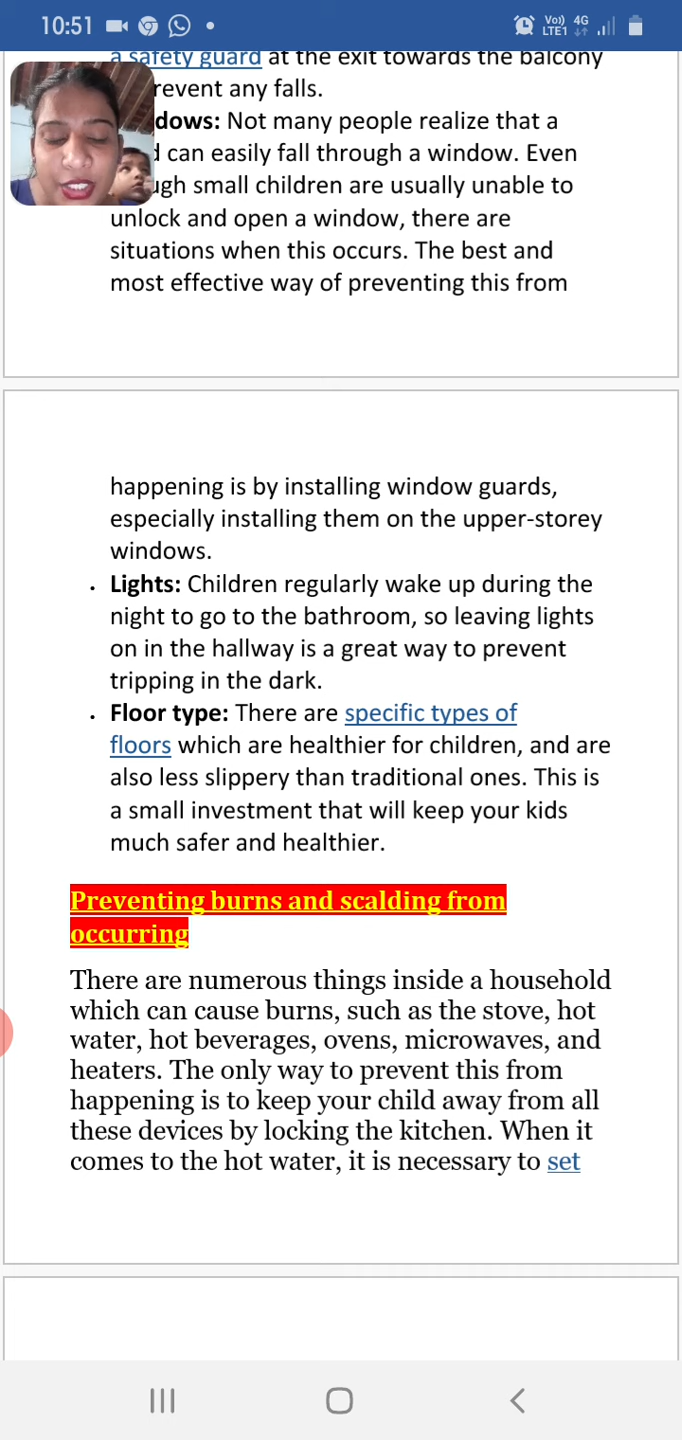 10:51
Vo) 4G
LTE1
a safety guard at the exit towards the balcony
revent any falls.
dows: Not many people realize that a
can easily fall through a window. Even
ugh small children are usually unable to
unlock and open a window, there are
situations when this occurs. The best and
most effective way of preventing this from
happening is by installing window guards,
especially installing them on the upper-storey
windows.
• Lights: Children regularly wake up during the
night to go to the bathroom, so leaving lights
on in the hallway is a great way to prevent
tripping in the dark.
• Floor type: There are specific types of
floors which are healthier for children, and are
also less slippery than traditional ones. This is
a small investment that will keep your kids
much safer and healthier.
Preventing burns and scalding from
occurring
There are numerous things inside a household
which can cause burns, such as the stove, hot
water, hot beverages, ovens, microwaves, and
heaters. The only way to prevent this from
happening is to keep your child away from all
these devices by locking the kitchen. When it
comes to the hot water, it is necessary to set